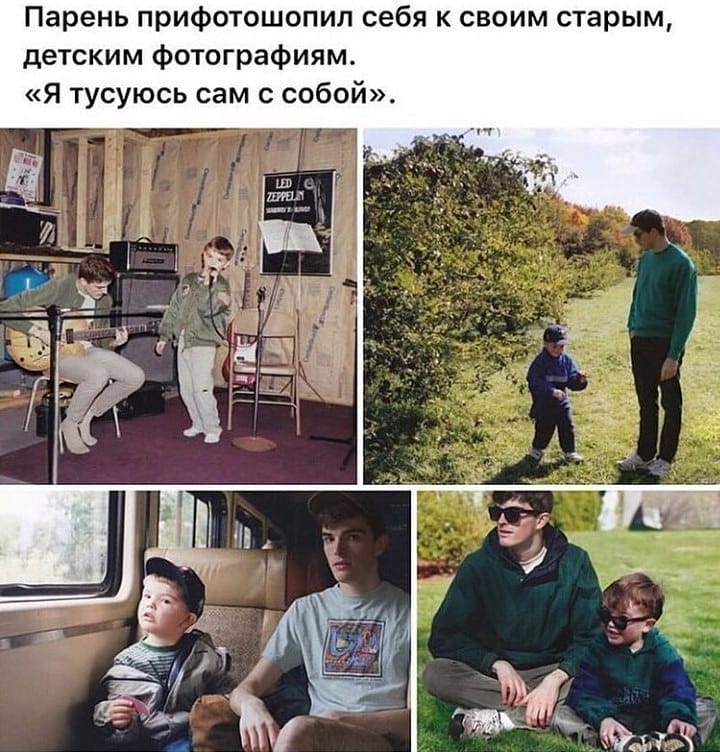 Парень прифотошопил себя к своим старым,
детским фотографиям.
«Я тусуюсь сам с собой».
LED
ZEPPELIN